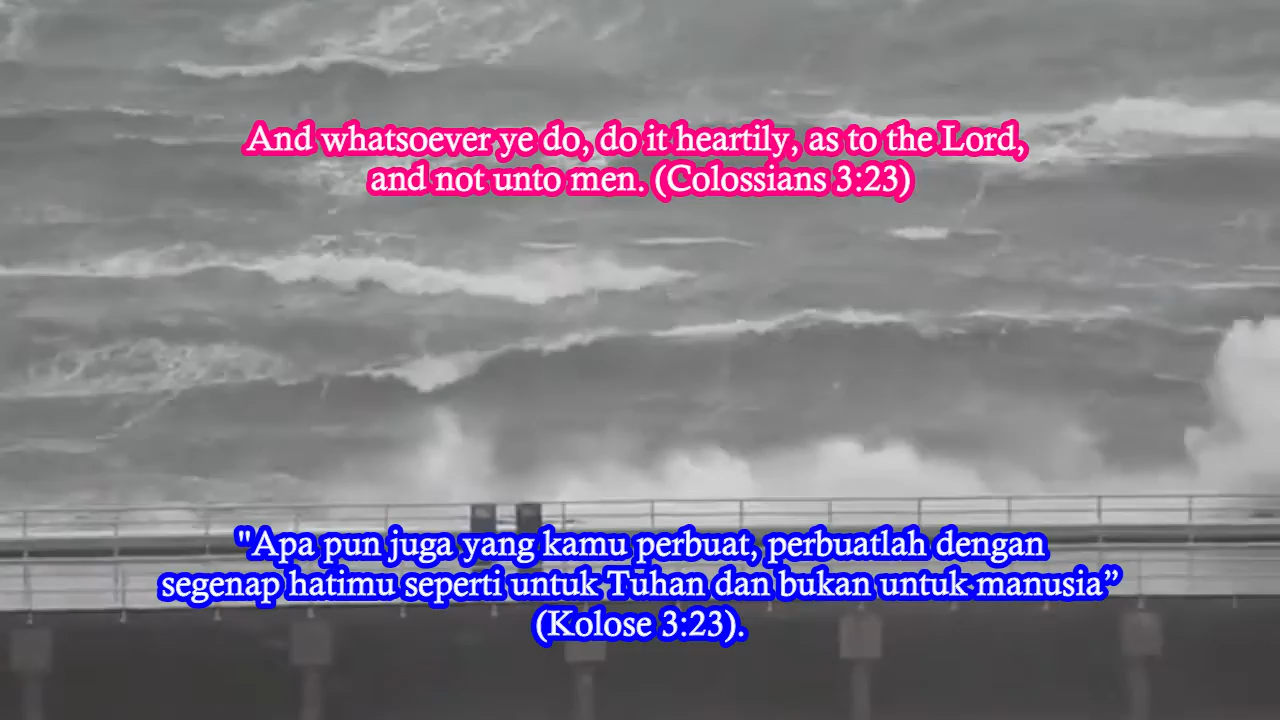 And whatsoever ye do, do it heartily, as to the Lord,
and not unto men. (Colossians 3:23)
"Apa pun juga yang kamu perbuat, perbuatlah dengan
segenap hatimu seperti untuk Tuhan dan bukan untuk manusia”
(Kolose 3:23).